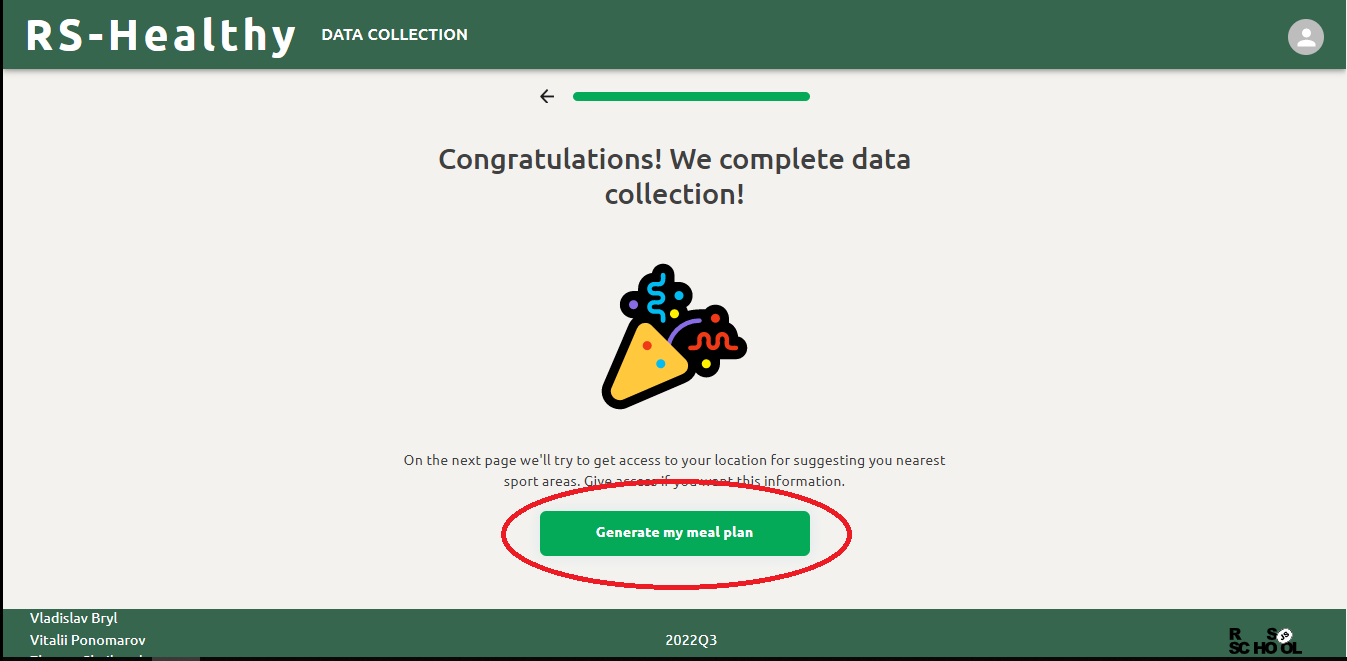 RS-Healthy DATA COLLECTION
Congratulations! We complete data
collection!
On the next page we'll try to get access to your location for suggesting you nearest
sport areas. Give access if you want this information.
Generate my meal plan
Vladislav Bryl
Vitalii Ponomarov
2022Q3
R S JS
SCHOOL